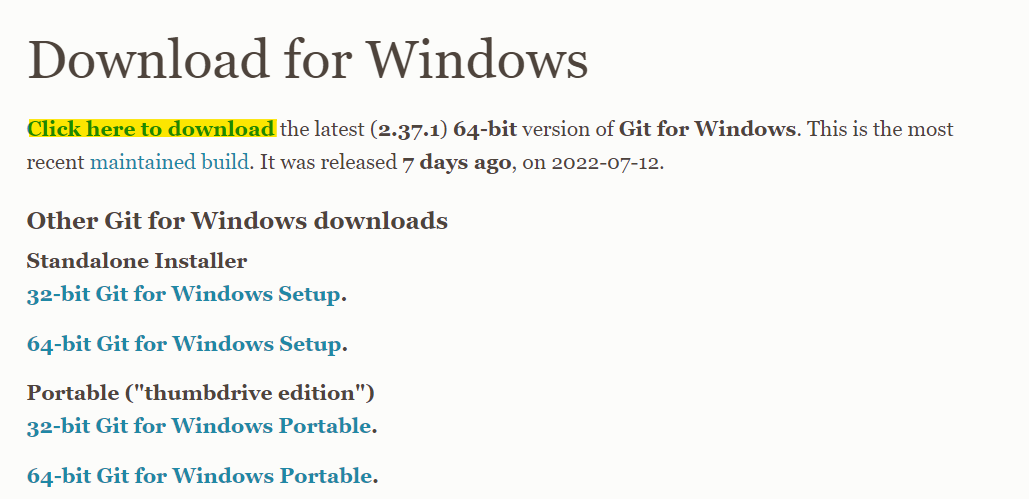 Download for Windows
Click here to download the latest (2.37.1) 64-bit version of Git for Windows. This is the most
recent maintained build. It was released 7 days ago, on 2022-07-12.
Other Git for Windows downloads
Standalone Installer
32-bit Git for Windows Setup.
64-bit Git for Windows Setup.
Portable ("thumbdrive edition")
32-bit Git for Windows Portable.
64-bit Git for Windows Portable.